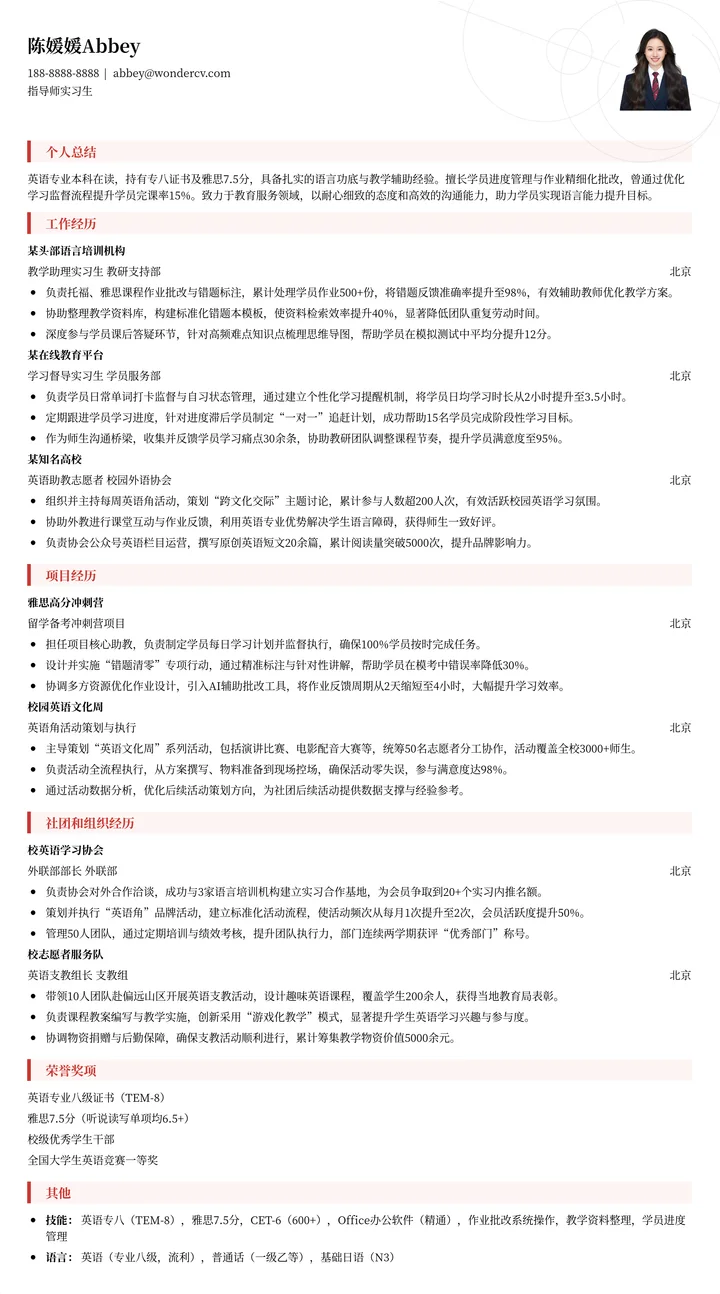 陈媛媛Abbey
188-8888-8888 | abbey@wondercv.com
指导师实习生
个人总结
英语专业本科在读，持有专八证书及雅思7.5分，具备扎实的语言功底与教学辅助经验。擅长学员进度管理与作业精细化批改，曾通过优化
学习监督流程提升学员完课率15%。致力于教育服务领域，以耐心细致的态度和高效的沟通能力，助力学员实现语言能力提升目标。
工作经历
某头部语言培训机构
教学助理实习生 教研支持部 北京
• 负责托福、雅思课程作业批改与错题标注，累计处理学员作业500+份，将错题反馈准确率提升至98%，有效辅助教师优化教学方案。
• 协助整理教学资料库，构建标准化错题本模板，使资料检索效率提升40%，显著降低团队重复劳动时间。
• 深度参与学员课后答疑环节，针对高频难点知识点梳理思维导图，帮助学员在模拟测试中平均分提升12分。
某在线教育平台
学习督导实习生 学员服务部 北京
• 负责学员日常单词打卡监督与自习状态管理，通过建立个性化学习提醒机制，将学员日均学习时长从2小时提升至3.5小时。
• 定期跟进学员学习进度，针对进度滞后学员制定“一对一”追赶计划，成功帮助15名学员完成阶段性学习目标。
• 作为师生沟通桥梁，收集并反馈学员学习痛点30余条，协助教研团队调整课程节奏，提升学员满意度至95%。
某知名高校
英语助教志愿者 校园外语协会 北京
• 组织并主持每周英语角活动，策划“跨文化交际”主题讨论，累计参与人数超200人次，有效活跃校园英语学习氛围。
• 协助外教进行课堂互动与作业反馈，利用英语专业优势解决学生语言障碍，获得师生一致好评。
• 负责协会公众号英语栏目运营，撰写原创英语短文20余篇，累计阅读量突破5000次，提升品牌影响力。
项目经历
雅思高分冲刺营
留学备考冲刺营项目 北京
• 担任项目核心助教，负责制定学员每日学习计划并监督执行，确保100%学员按时完成任务。
• 设计并实施“错题清零”专项行动，通过精准标注与针对性讲解，帮助学员在模考中错误率降低30%。
• 协调多方资源优化作业设计，引入AI辅助批改工具，将作业反馈周期从2天缩短至4小时，大幅提升学习效率。
校园英语文化周
英语角活动策划与执行 北京
• 主导策划“英语文化周”系列活动，包括演讲比赛、电影配音大赛等，统筹50名志愿者分工协作，活动覆盖全校3000+师生。
• 负责活动全流程执行，从方案撰写、物料准备到现场控场，确保活动零失误，参与满意度达98%。
• 通过活动数据分析，优化后续活动策划方向，为社团后续活动提供数据支撑与经验参考。
社团和组织经历
校英语学习协会
外联部部长 外联部 北京
• 负责协会对外合作洽谈，成功与3家语言培训机构建立实习合作基地，为会员争取到20+个实习内推名额。
• 策划并执行“英语角”品牌活动，建立标准化活动流程，使活动频次从每月1次提升至2次，会员活跃度提升50%。
• 管理50人团队，通过定期培训与绩效考核，提升团队执行力，部门连续两学期获评“优秀部门”称号。
校志愿者服务队
英语支教组长 支教组 北京
• 带领10人团队赴偏远山区开展英语支教活动，设计趣味英语课程，覆盖学生200余人，获得当地教育局表彰。
• 负责课程教案编写与教学实施，创新采用“游戏化教学”模式，显著提升学生英语学习兴趣与参与度。
• 协调物资捐赠与后勤保障，确保支教活动顺利进行，累计筹集教学物资价值5000余元。
荣誉奖项
英语专业八级证书（TEM-8）
雅思7.5分（听说读写单项均6.5+）
校级优秀学生干部
全国大学生英语竞赛一等奖
其他
• 技能： 英语专八（TEM-8），雅思7.5分，CET-6（600+），Office办公软件（精通），作业批改系统操作，教学资料整理，学员进度
管理
• 语言： 英语（专业八级，流利），普通话（一级乙等），基础日语（N3）